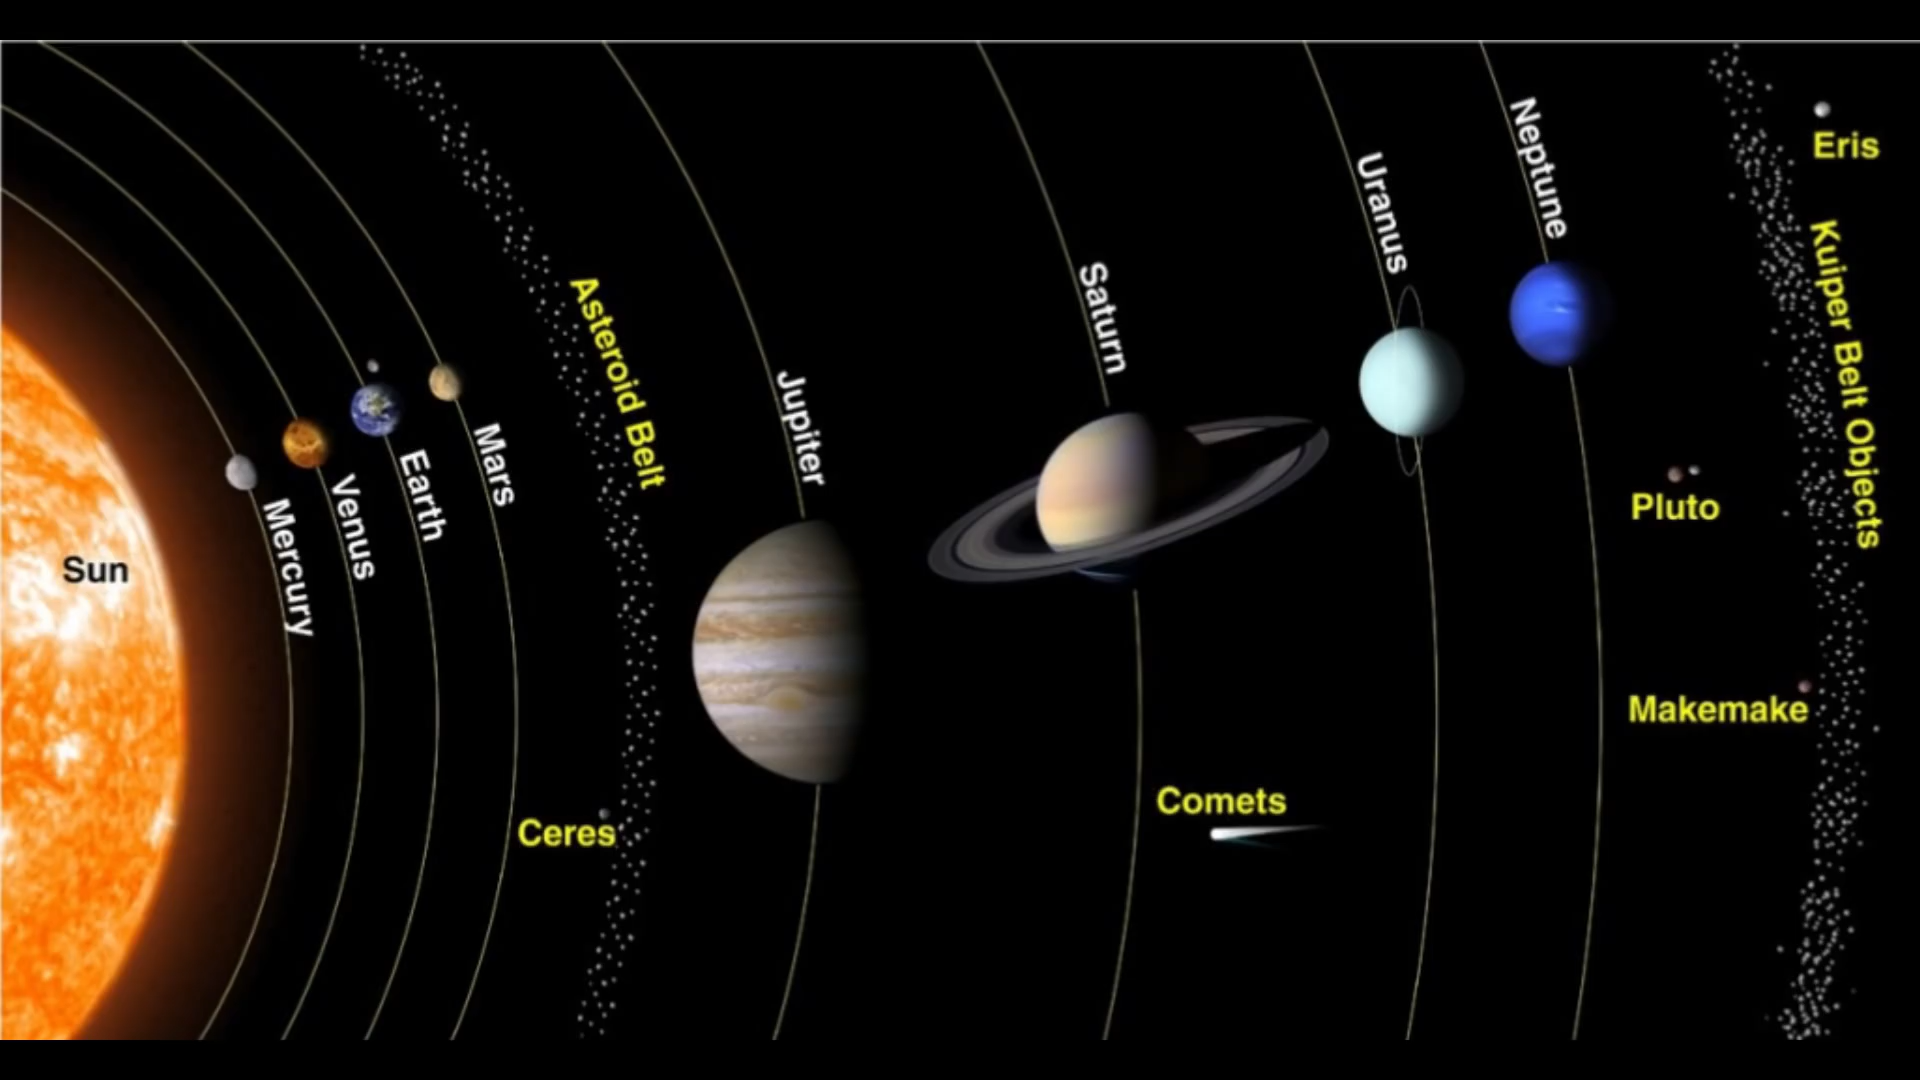 Sun
Mercury
Venus
Earth
Mars
Asteroid Belt
Ceres
Jupiter
Saturn
Comets
Uranus
Neptune
Pluto
Makemake
Eris
Kuiper Belt Objects